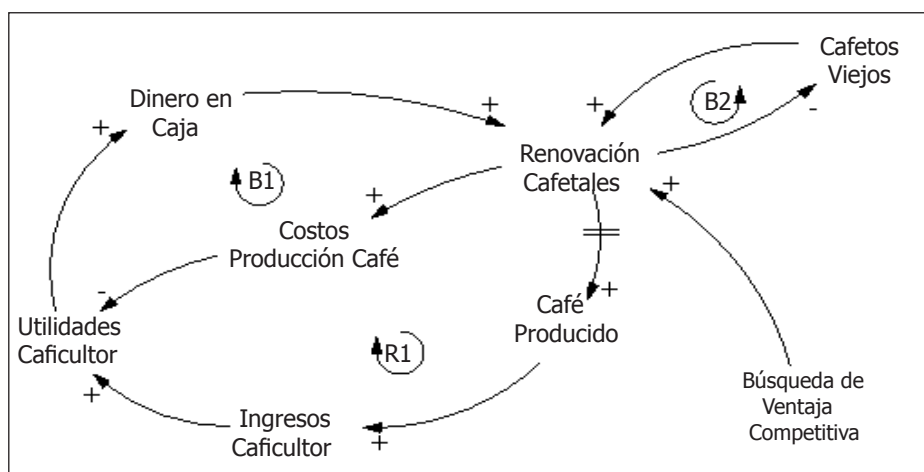 Cafetos
Viejos
+
-
B2
Dinero en
Caja
+
+
Renovación
Cafetales
+
B1
+
Costos
Producción Café
-
Utilidades
Caficultor
+
Café
Producido
+
R1
Ingresos
Caficultor
+
Búsqueda de
Ventaja
Competitiva